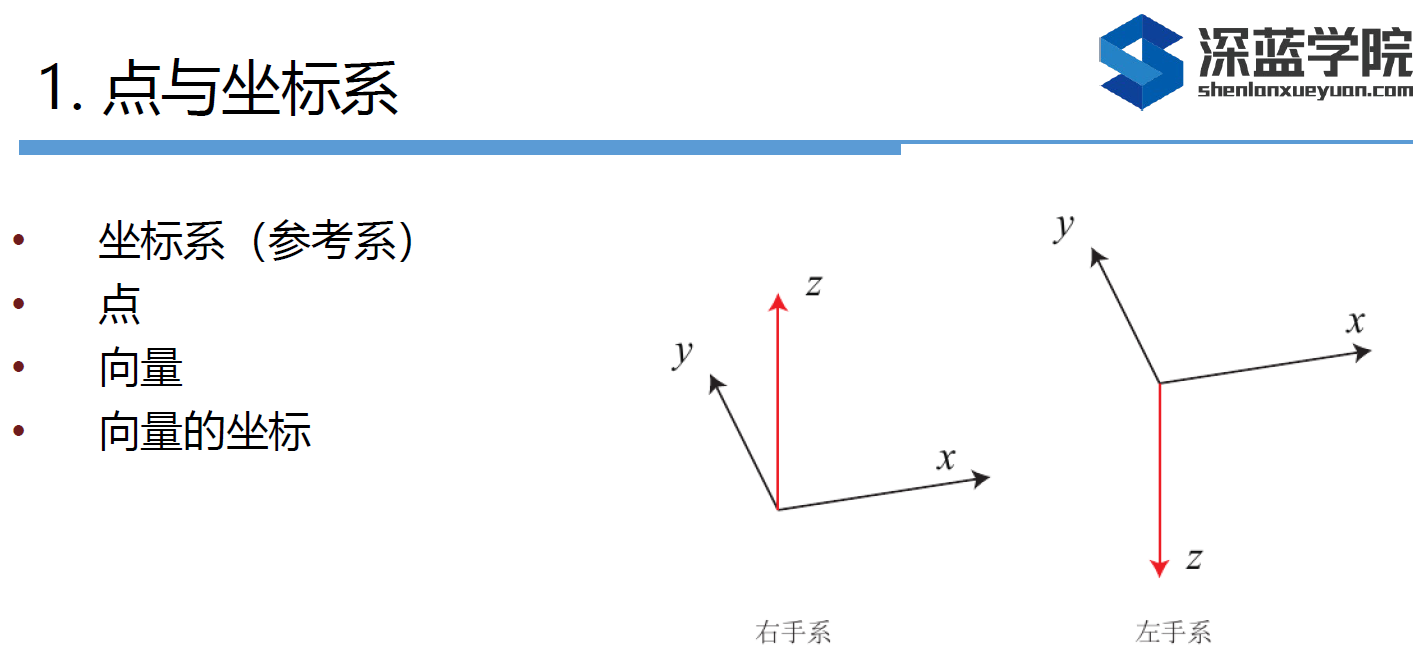 1. 点与坐标系
深蓝学院
shenlanxueyuan.com
• 坐标系（参考系）
• 点
• 向量
• 向量的坐标
z
y
x
右手系
y
x
z
左手系